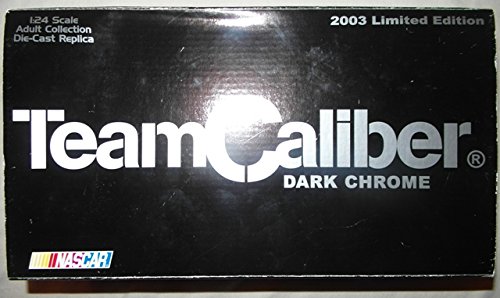 1:24 Scale
Adult Collection
Die-Cast Replica
2003 Limited Edition
TeamCaliber®
DARK CHROME
NASCAR